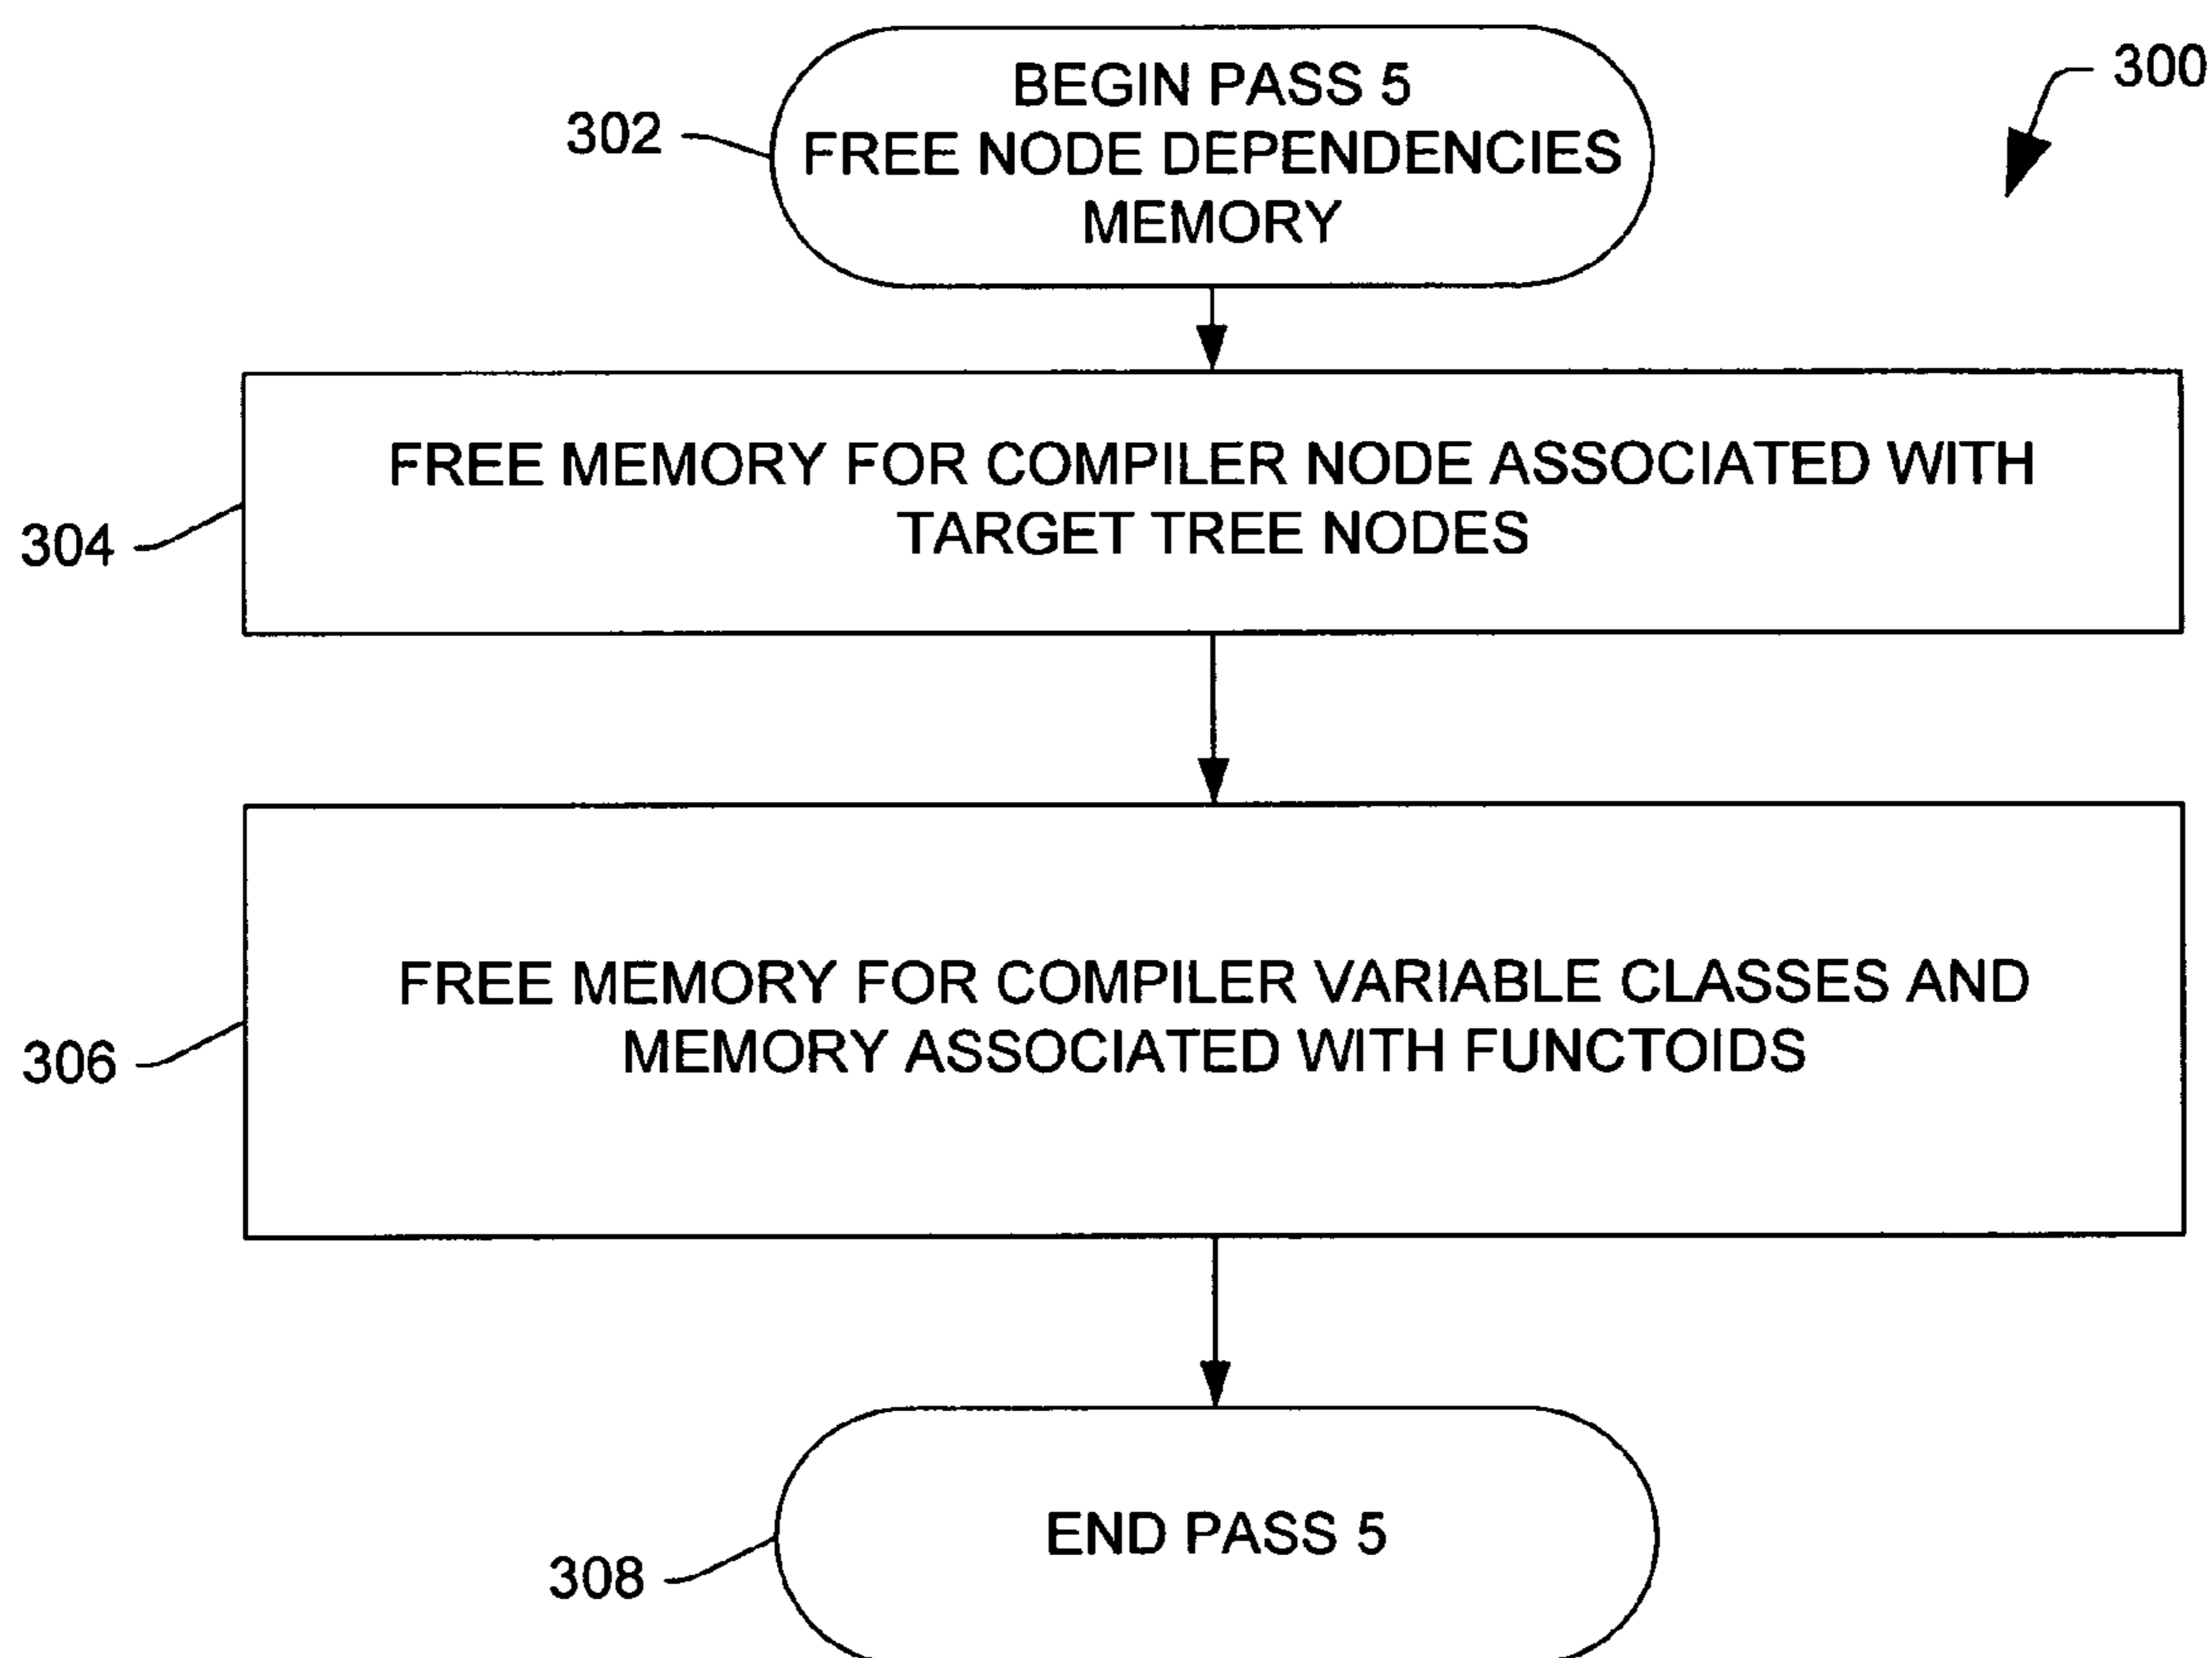 BEGIN PASS 5
FREE NODE DEPENDENCIES
MEMORY
300
302
FREE MEMORY FOR COMPILER NODE ASSOCIATED WITH
TARGET TREE NODES
304
FREE MEMORY FOR COMPILER VARIABLE CLASSES AND
MEMORY ASSOCIATED WITH FUNCTOIDS
306
END PASS 5
308